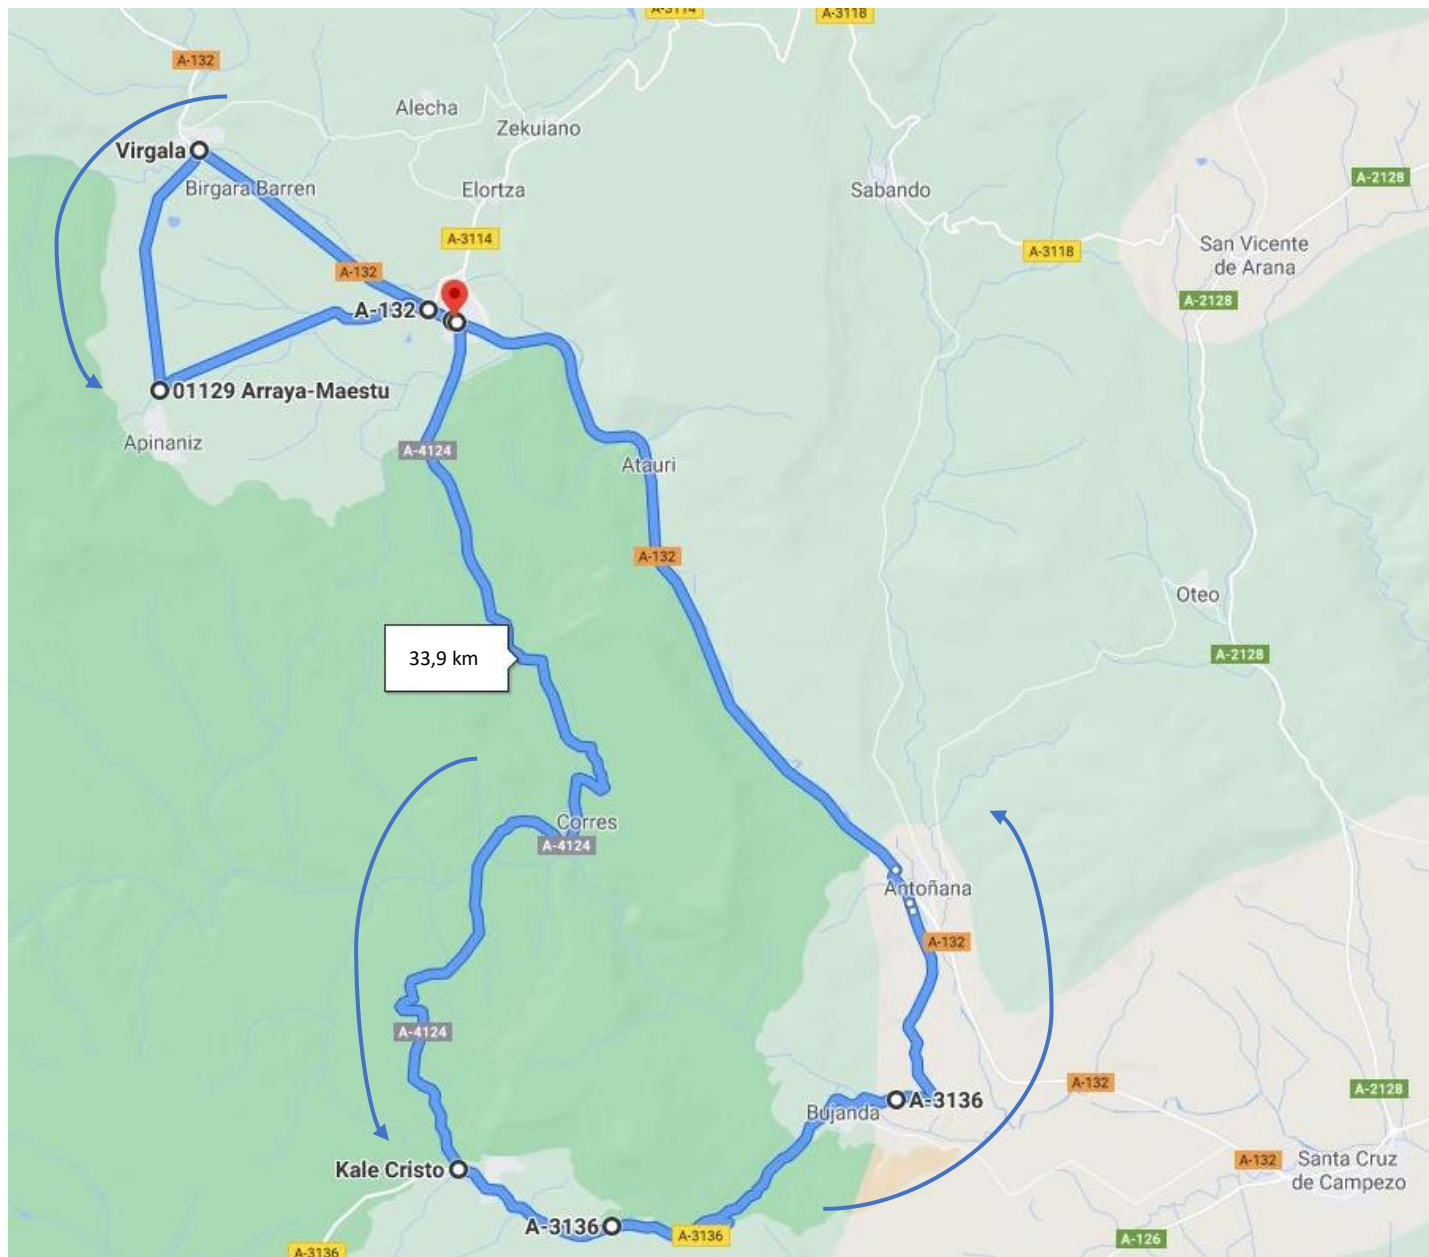 A-3114
A-3118
A-132
Alecha
Zekuiano
Virgala
Birgara Barren
Elortza
Sabando
A-2128
A-3114
A-3118
San Vicente
de Arana
A-132
A-132
A-2128
01129 Arraya-Maestu
Apinaniz
A-4124
Atauri
A-132
Oteo
33,9 km
A-2128
Corres
A-4124
Antoñana
A-132
A-4124
A-132
A-2128
Bujanda
A-3136
Kale Cristo
A-132
Santa Cruz
de Campezo
A-3136
A-3136
A-126
A-3136